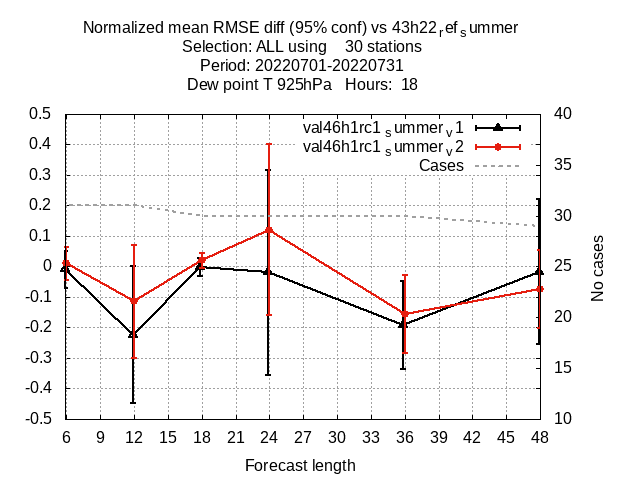 Normalized mean RMSE diff (95% conf) vs 43h22ᵣefₛummer
Selection: ALL using 30 stations
Period: 20220701-20220731
Dew point T 925hPa Hours: 18
val46h1rc1ₛummerᵥ1
val46h1rc1ₛummerᵥ2
Cases
0.5
0.4
0.3
0.2
0.1
0
-0.1
-0.2
-0.3
-0.4
-0.5
40
35
30
25
20
15
10
No cases
6 9 12 15 18 21 24 27 30 33 36 39 42 45 48
Forecast length